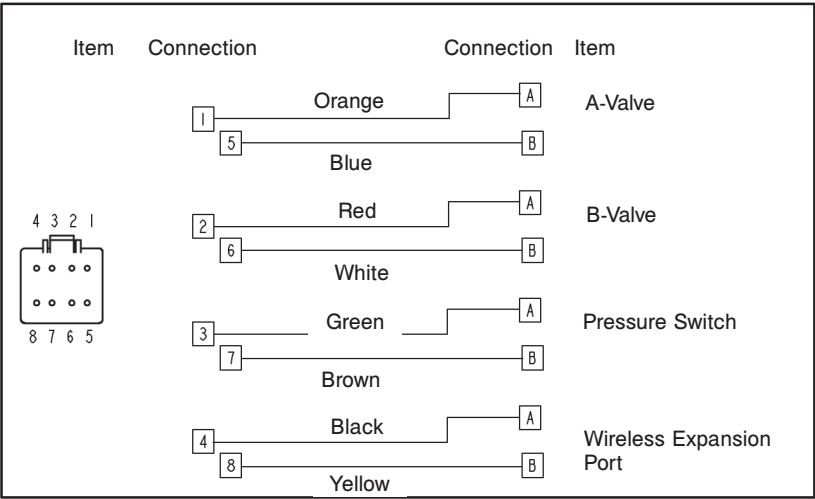 Item Connection Connection Item
Orange A A-Valve
1
5 B
Blue
Red A B-Valve
2
6 B
White
4 3 2 1
Green A Pressure Switch
3
8 7 6 5
7 B
Brown
Black A
4 Wireless Expansion
8 B Port
Yellow